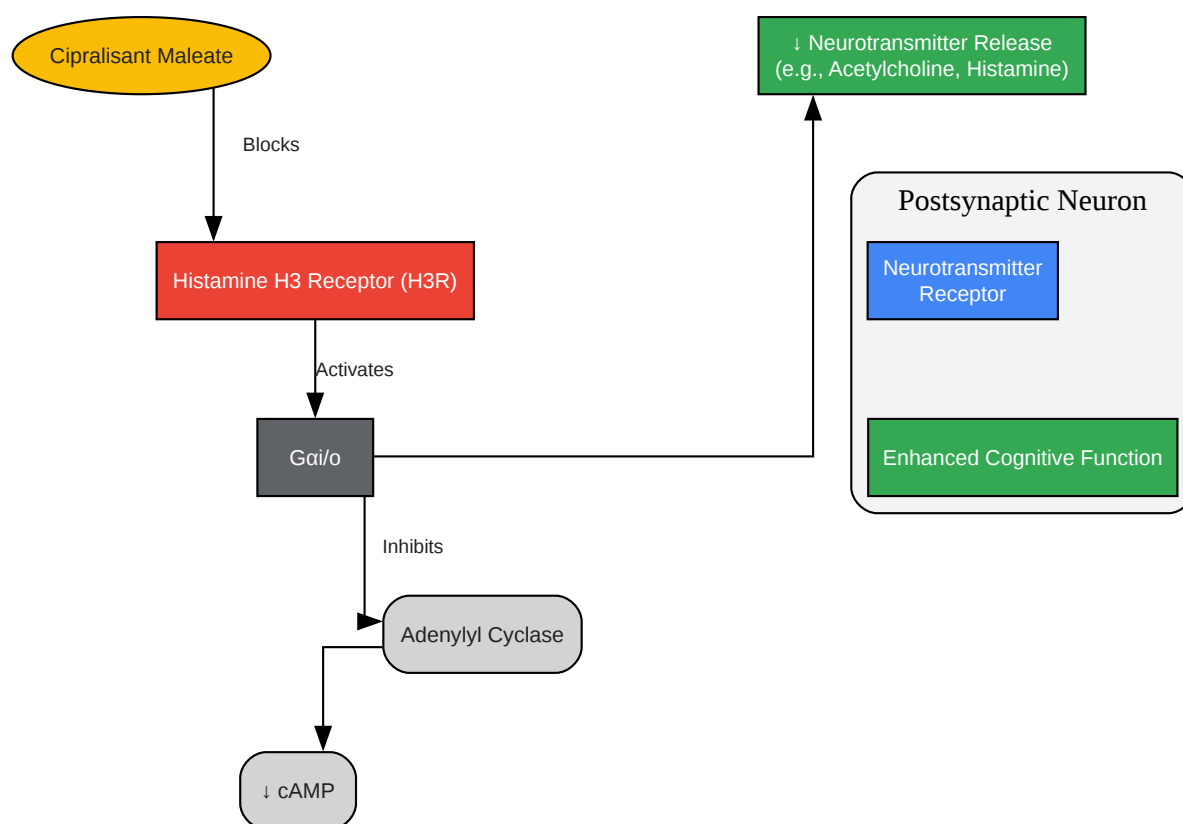 Cipralisant Maleate
↓ Neurotransmitter Release
(e.g., Acetylcholine, Histamine)
Blocks
Postsynaptic Neuron
Histamine H3 Receptor (H3R)
Neurotransmitter
Receptor
Activates
Gαi/o
Enhanced Cognitive Function
Inhibits
Adenylyl Cyclase
↓ cAMP